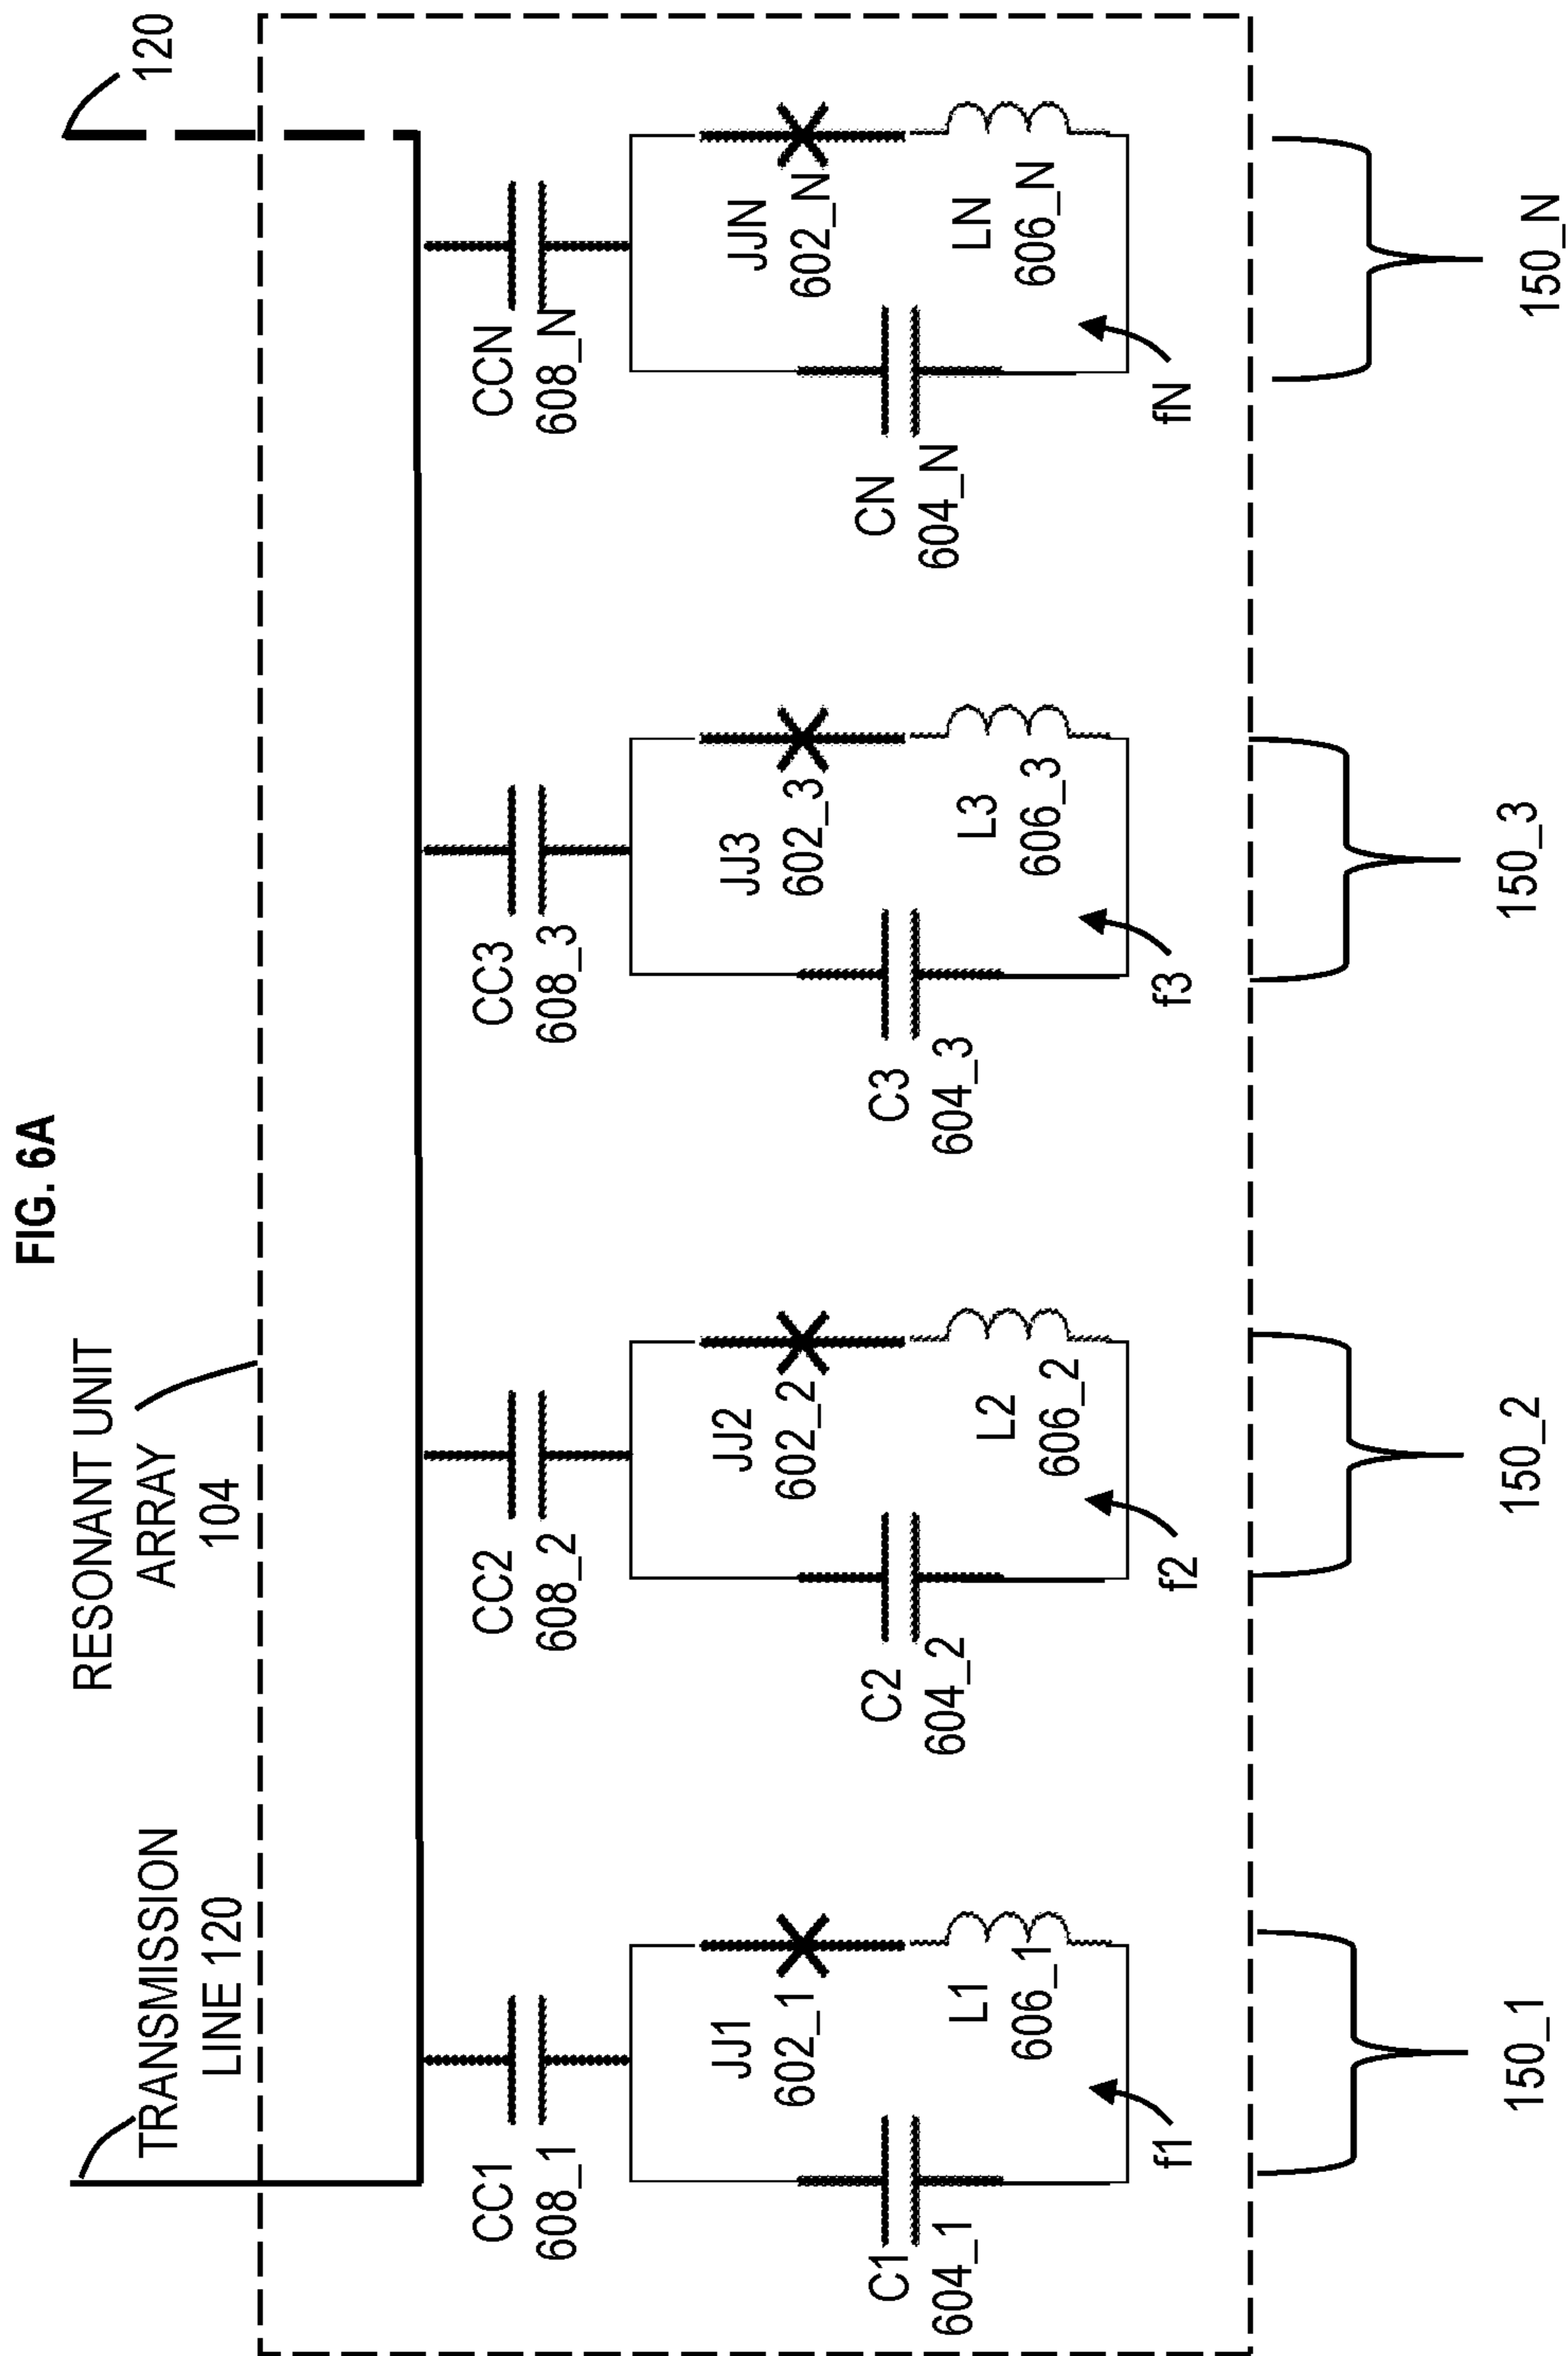 FIG. 6A
TRANSMISSION
LINE 120
RESONANT UNIT
ARRAY
104
120
CC1
608_1
CC2
608_2
CC3
608_3
CCN
608_N
JJ1
602_1
JJ2
602_2
JJ3
602_3
JJN
602_N
C1
604_1
L1
606_1
C2
604_2
L2
606_2
C3
604_3
L3
606_3
CN
604_N
LN
606_N
f1
f2
f3
fN
150_1
150_2
150_3
150_N